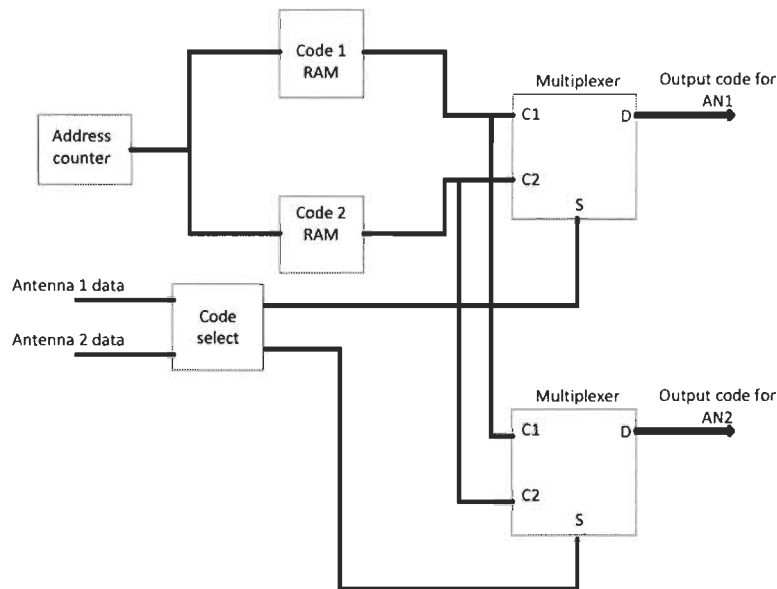 Code 1
RAM
Multiplexer
Output code for
AN1
C1
D
Address
counter
C2
Code 2
RAM
S
Antenna 1 data
Code
select
Antenna 2 data
Multiplexer
Output code for
AN2
C1
D
C2
S